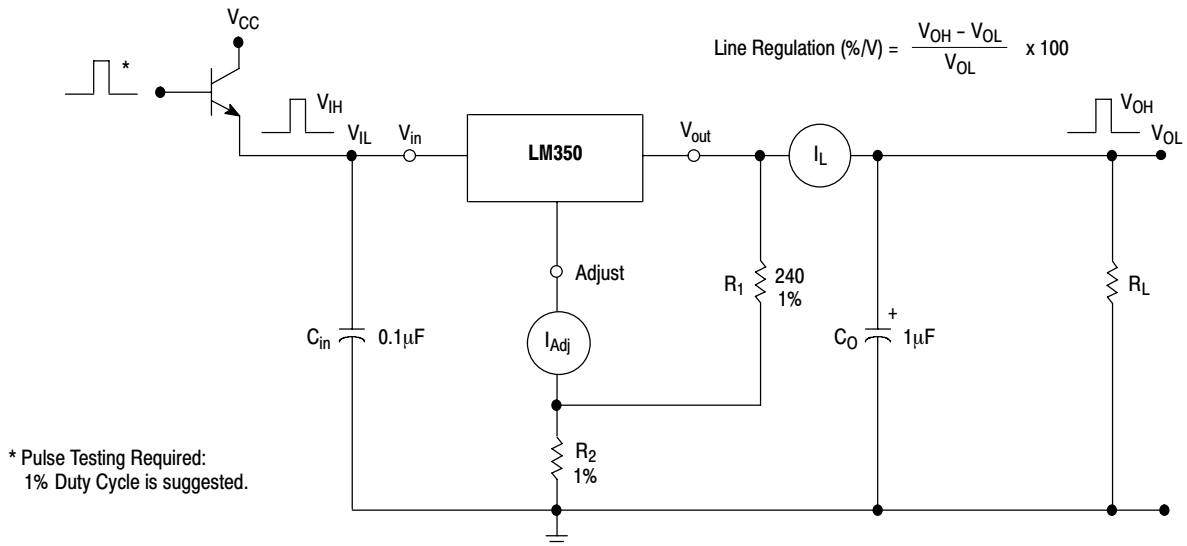 V_CC
Line Regulation (%/V) = V_OH – V_OL / V_OL x 100
*
V_IH
V_IL
V_in
LM350
V_out
I_L
V_OH
V_OL
Adjust
R_1
240
1%
R_L
C_in
0.1µF
I_Adj
C_O
+
1µF
R_2
1%
* Pulse Testing Required:
1% Duty Cycle is suggested.